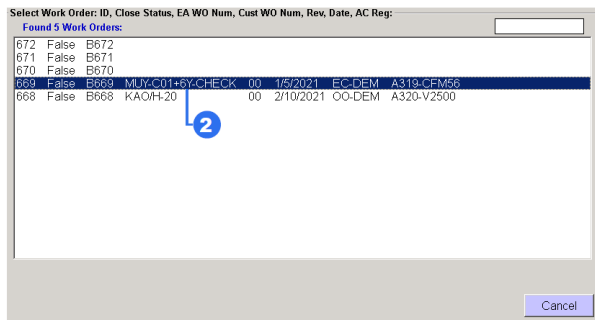 Select Work Order: ID, Close Status, EA WO Num, Cust WO Num, Rev, Date, AC Reg:
Found 5 Work Orders:
672 False B672
671 False B671
670 False B670
669 False B669 MUY-C01+6Y-CHECK 00 1/5/2021 EC-DEM A319-CFM56
668 False B668 KAO/H-20 00 2/10/2021 OO-DEM A320-V2500
2
Cancel